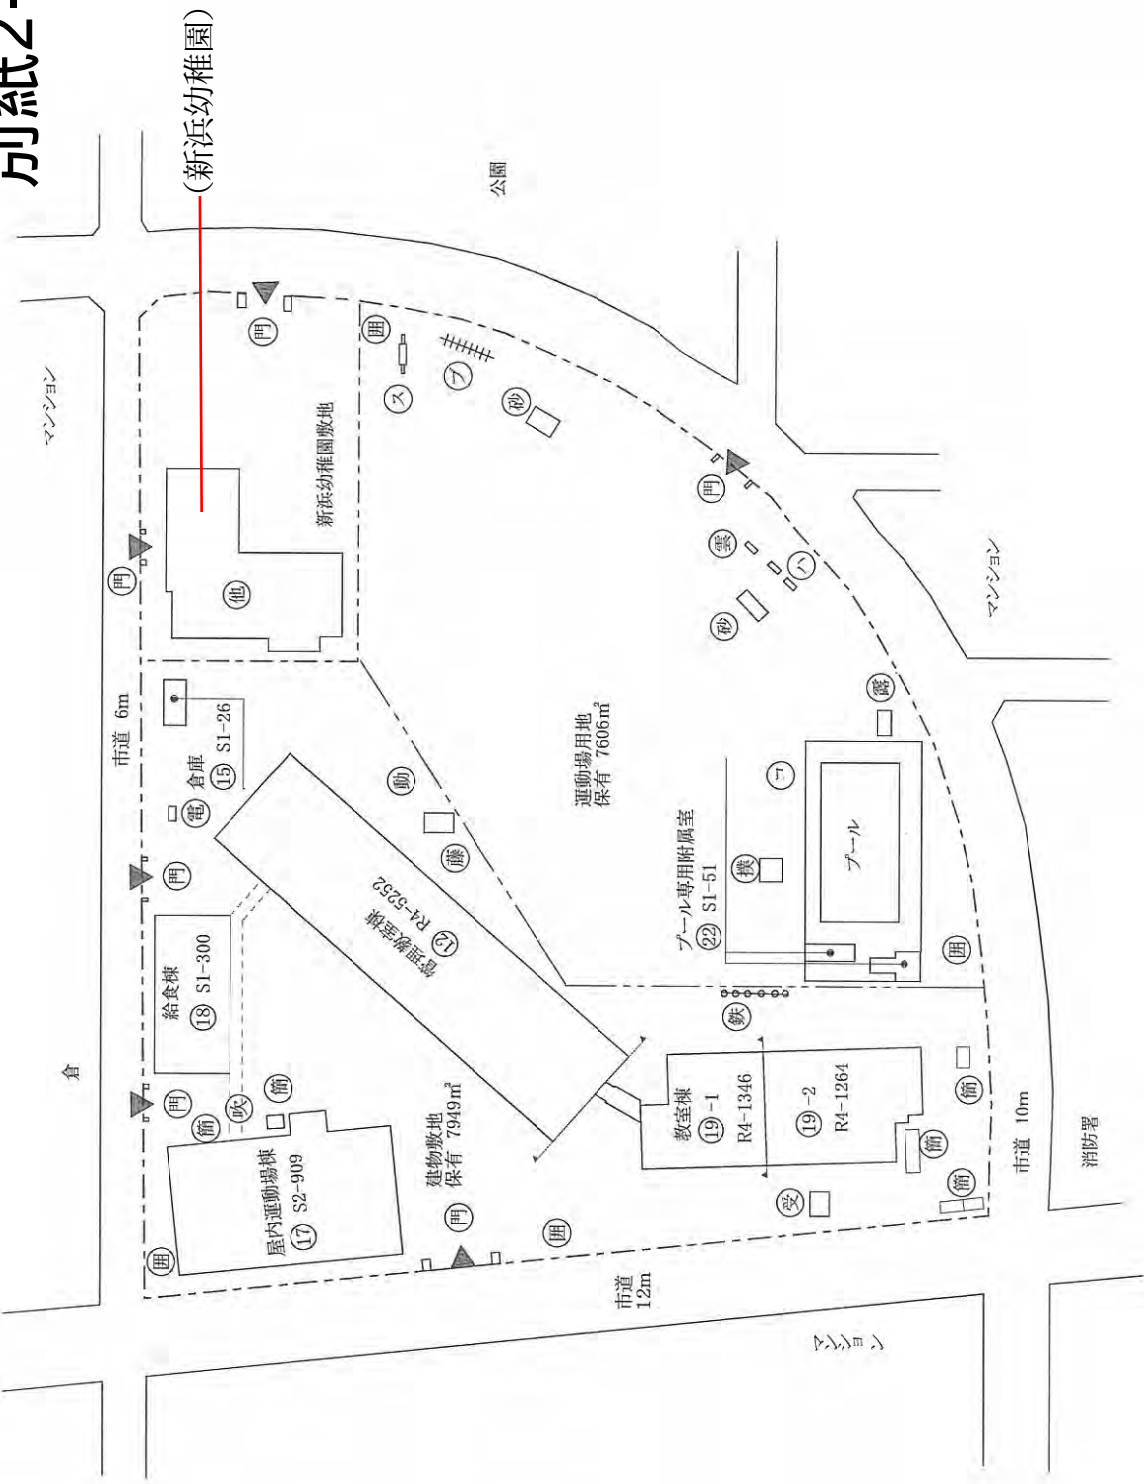 別紙2-
(新浜幼稚園)
公園
マンション
門
囲
ス
ブ
砂
新浜幼稚園敷地
門
他
門
雲
ハ
砂
マンション
市道 6m
倉庫
⑮ S1-26
電
門
動
藤
管理教室棟
⑫ R4-5252
運動場用地
保有 7606㎡
露
コ
プール
プール専用附属室
㉒ S1-51
撲
囲
鉄
給食棟
⑱ S1-300
倉
門
簡
吹
簡
屋内運動場棟
⑰ S2-909
囲
建物敷地
保有 7949㎡
門
囲
教室棟
⑲-1
R4-1346
⑲-2
R4-1264
受
簡
簡
簡
市道 10m
消防署
市道
12m
マンション